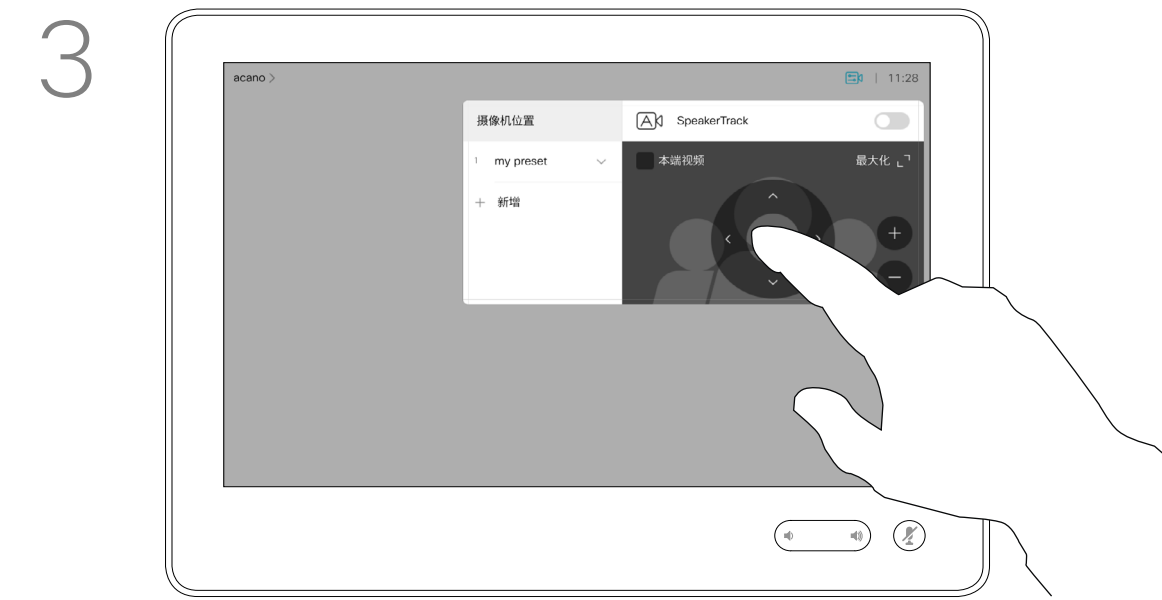 3
acano
11:28
摄像机位置
SpeakerTrack
1 my preset
本端视频
最大化
+ 新增